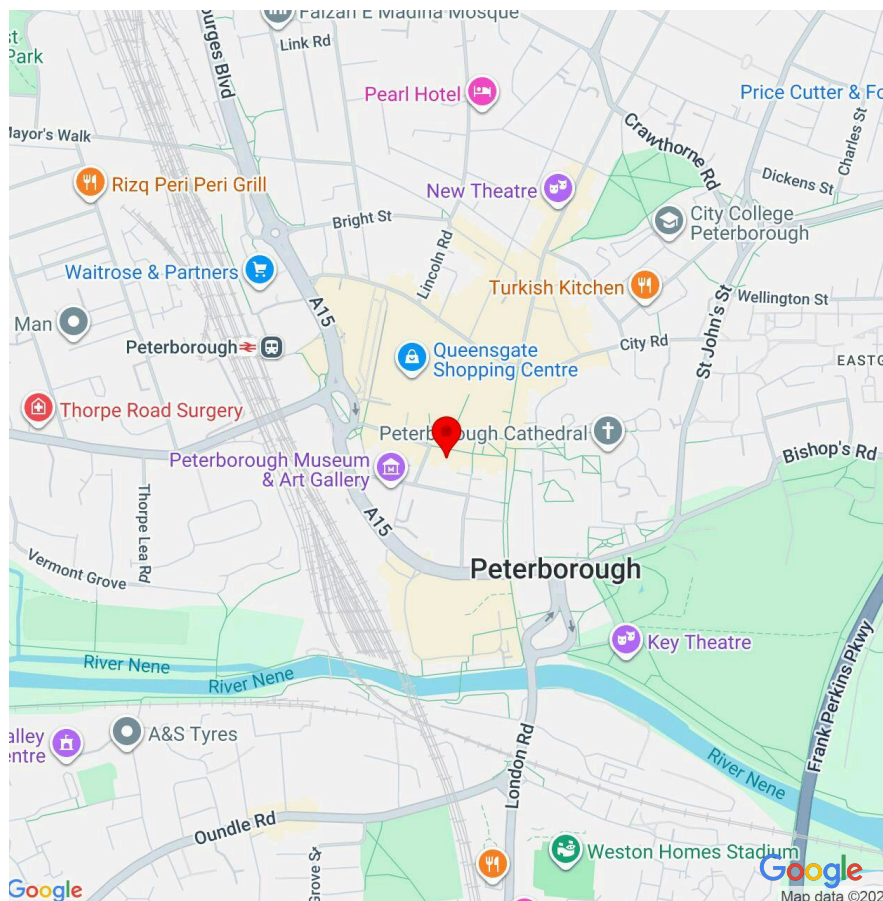 Faizan E Madina Mosque
Link Rd
Park
Pearl Hotel
Price Cutter & Fo
Crawthorne Rd
Charles St
Mayor's Walk
Rizq Peri Peri Grill
New Theatre
Dickens St
City College
Peterborough
Bright St
Lincoln Rd
Waitrose & Partners
Turkish Kitchen
Wellington St
St John's St
A15
Man
Peterborough
City Rd
Queensgate
Shopping Centre
EASTG
Thorpe Road Surgery
Peterborough Cathedral
Bishop's Rd
Peterborough Museum
& Art Gallery
Thorpe Lea Rd
A15
Vermont Grove
Peterborough
Key Theatre
Frank Perkins Pkwy
River Nene
River Nene
A&S Tyres
alley
entre
London Rd
River Nene
Oundle Rd
Grove St
Weston Homes Stadium
Google
Google
Map data ©202